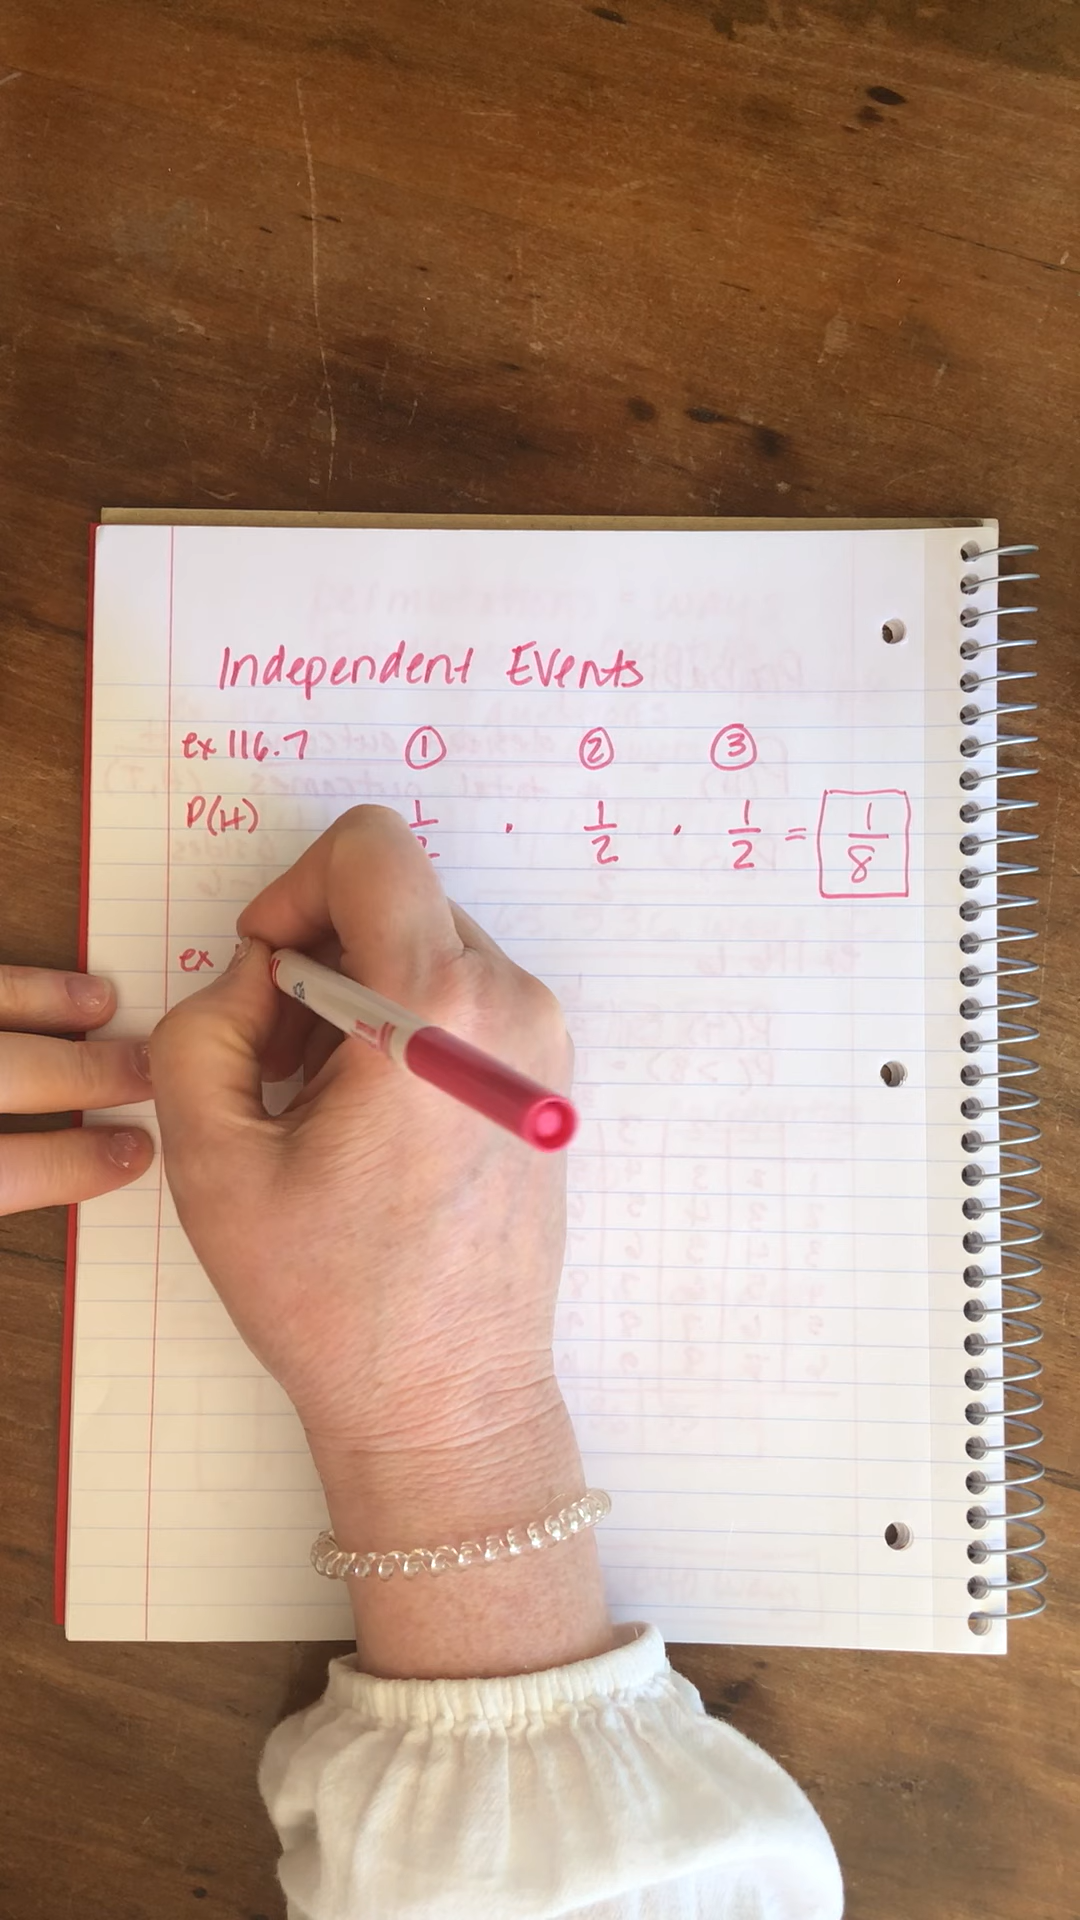 Independent Events
ex 116.7 ① ② ③
P(H) 1/2 · 1/2 · 1/2 = 1/8
ex